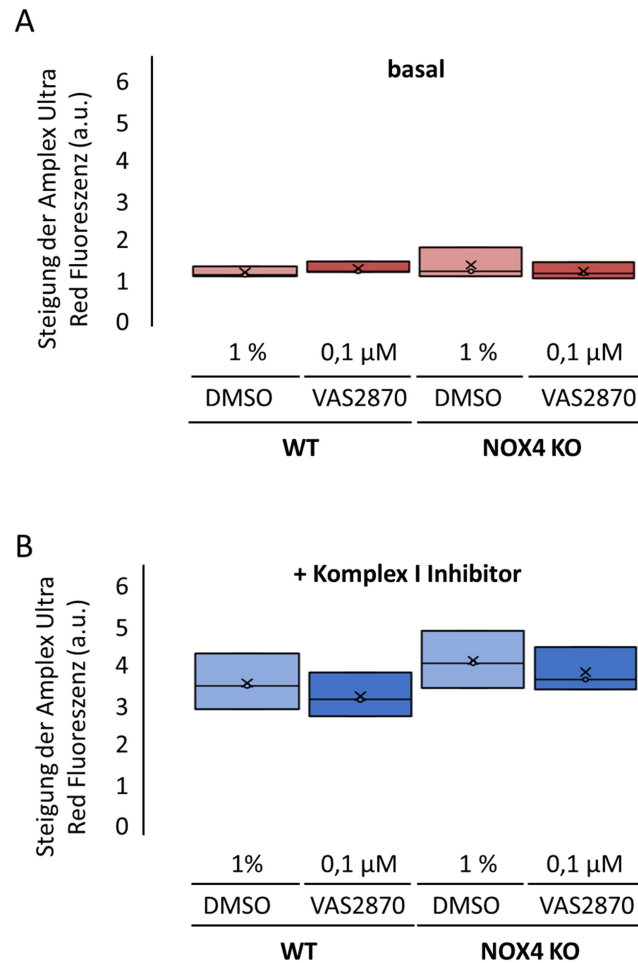 A
basal
Steigung der Amplex Ultra
Red Fluoreszenz (a.u.)
6
5
4
3
2
1
0
1 % 0,1 µM 1 % 0,1 µM
DMSO VAS2870 DMSO VAS2870
WT NOX4 KO
B
+ Komplex I Inhibitor
Steigung der Amplex Ultra
Red Fluoreszenz (a.u.)
6
5
4
3
2
1
0
1% 0,1 µM 1 % 0,1 µM
DMSO VAS2870 DMSO VAS2870
WT NOX4 KO